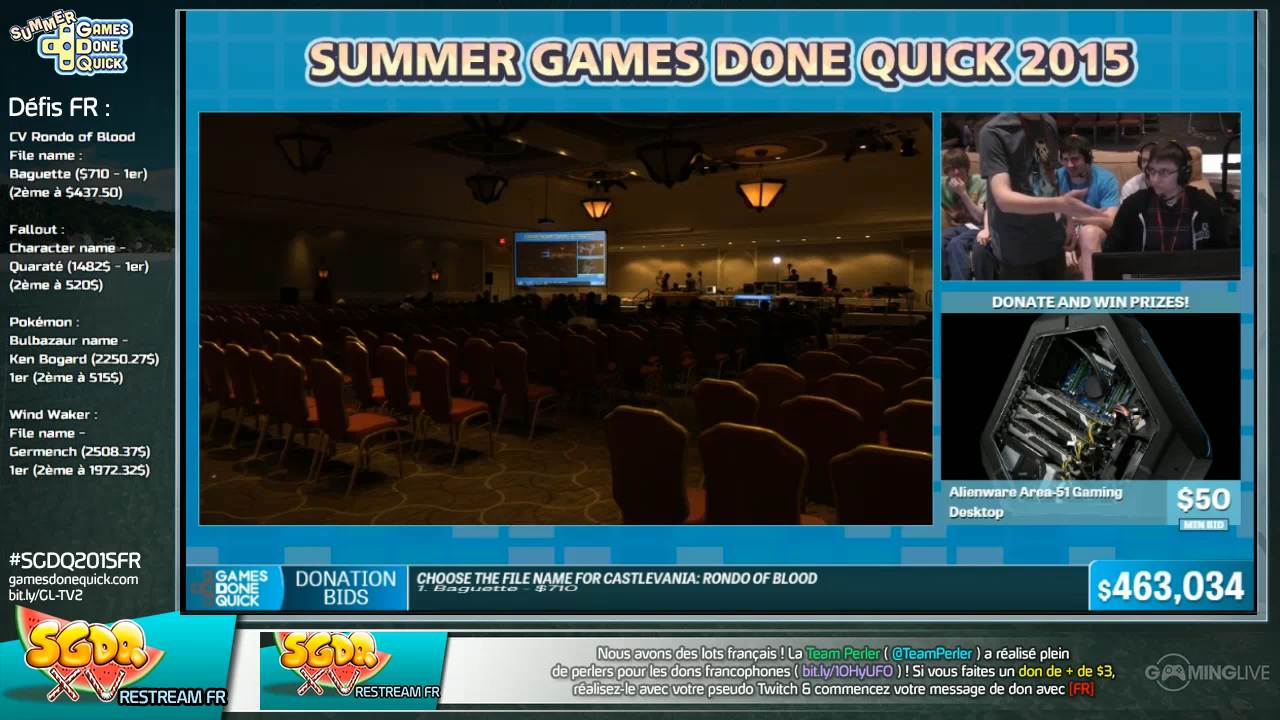 SUMMER
GAMES
DONE
QUICK
Défis FR :
CV Rondo of Blood
File name :
Baguette ($710 - 1er)
(2ème à $437.50)
Fallout :
Character name -
Quaraté (1482$ - 1er)
(2ème à 520$)
Pokémon :
Bulbazaur name -
Ken Bogard (2250.27$)
1er (2ème à 515$)
Wind Waker :
File name -
Germench (2508.37$)
1er (2ème à 1972.32$)
#SGDQ2015FR
gamesdonequick.com
bit.ly/GL-TV2
SUMMER GAMES DONE QUICK 2015
DONATE AND WIN PRIZES!
Alienware Area-51 Gaming
Desktop
$50
MIN BID
GAMES
DONE
QUICK
DONATION
BIDS
CHOOSE THE FILE NAME FOR CASTLEVANIA: RONDO OF BLOOD
1. Baguette - $710
$463,034
SGDQ
XV
RESTREAM FR
SGDQ
XV
RESTREAM FR
Nous avons des lots français ! La Team Perler ( @TeamPerler ) a réalisé plein
de perlers pour les dons francophones ( bit.ly/1OHyUFO ) ! Si vous faites un don de + de $3,
réalisez-le avec votre pseudo Twitch & commencez votre message de don avec [FR]
GAMINGLIVE